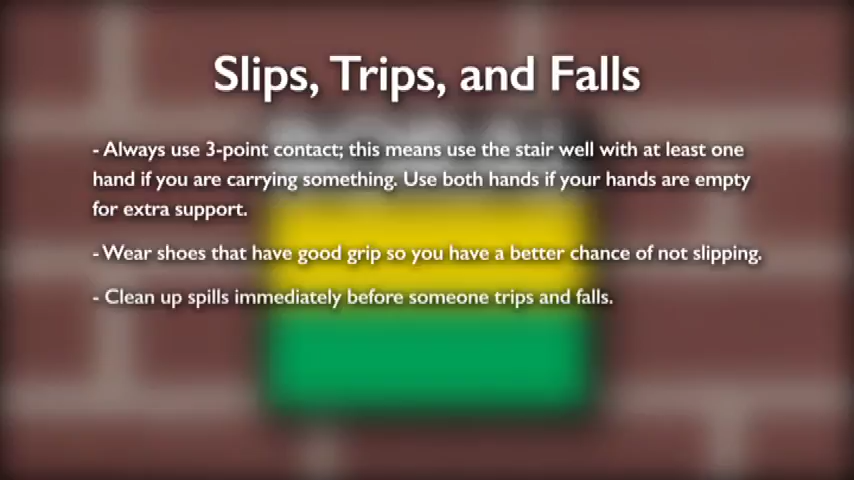 Slips, Trips, and Falls
- Always use 3-point contact; this means use the stair well with at least one
hand if you are carrying something. Use both hands if your hands are empty
for extra support.
- Wear shoes that have good grip so you have a better chance of not slipping.
- Clean up spills immediately before someone trips and falls.